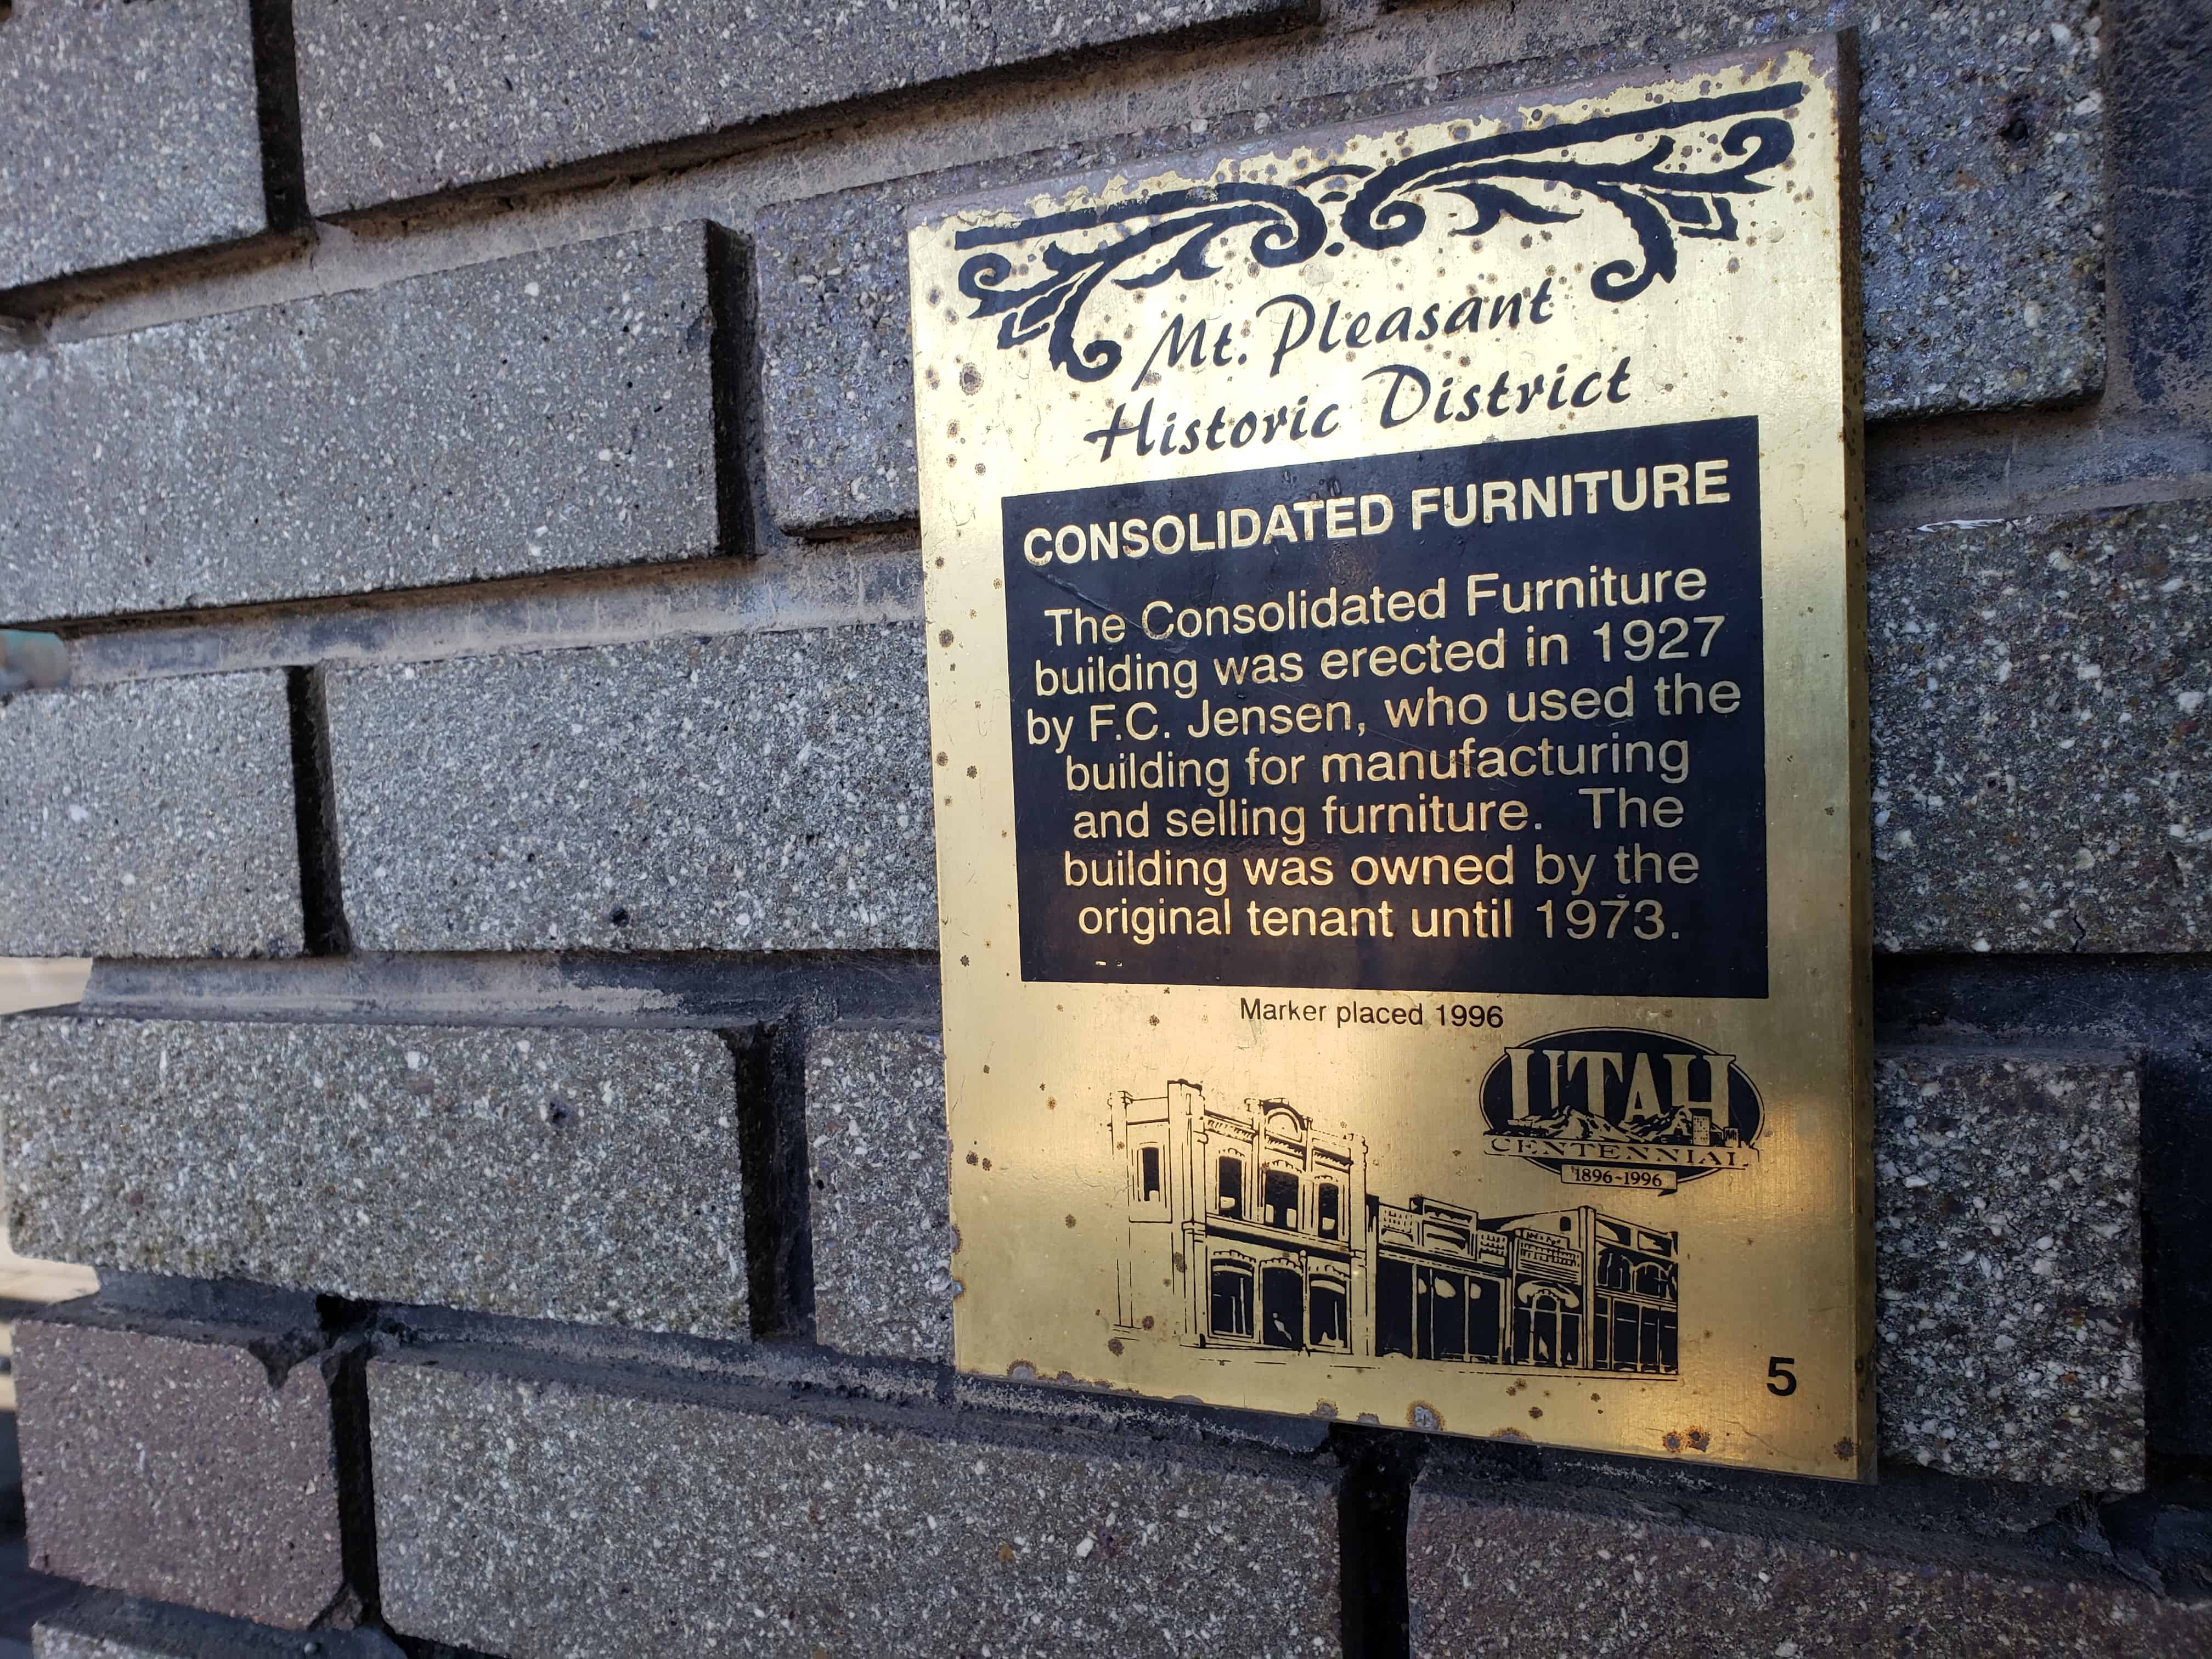 Mt. Pleasant
Historic District
CONSOLIDATED FURNITURE
The Consolidated Furniture
building was erected in 1927
by F.C. Jensen, who used the
building for manufacturing
and selling furniture. The
building was owned by the
original tenant until 1973.
Marker placed 1996
UTAH
CENTENNIAL
1896-1996
5